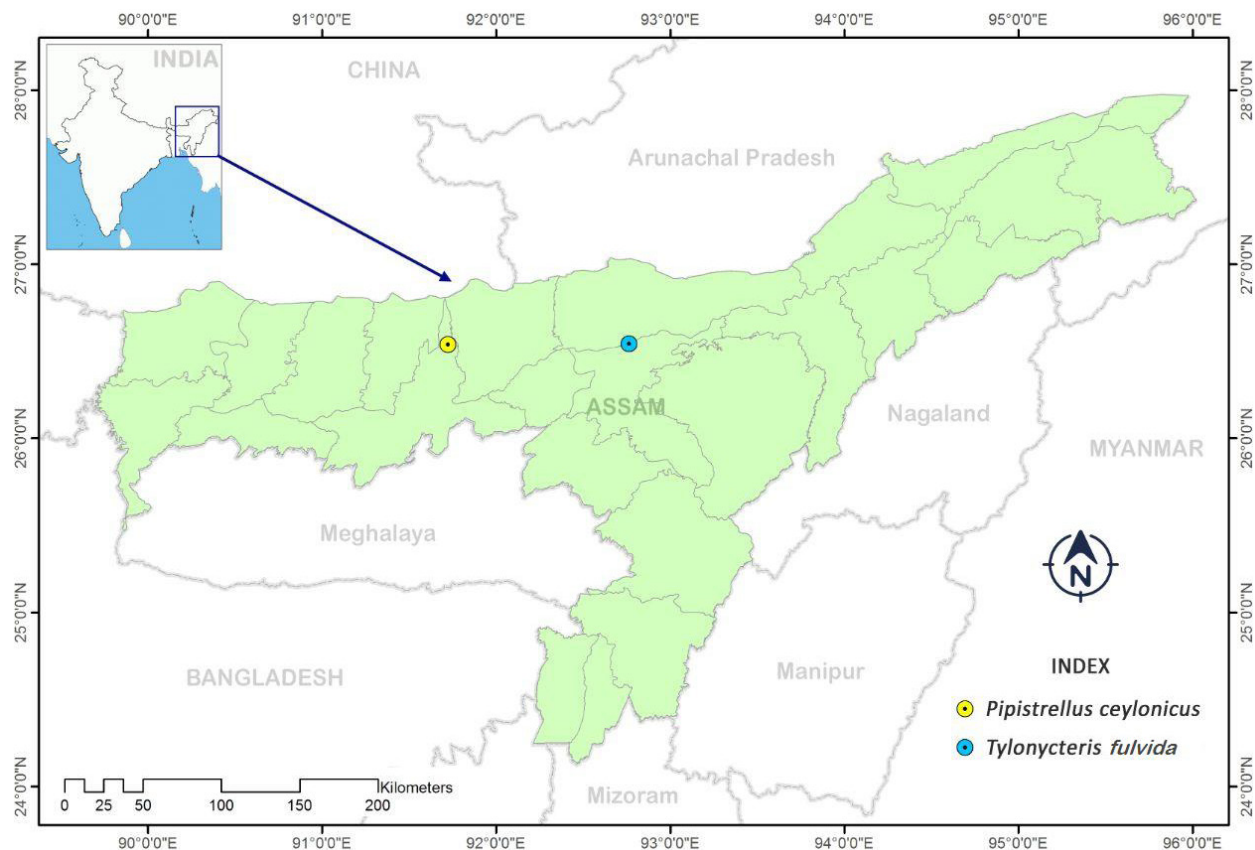 90°0'0"E 91°0'0"E 92°0'0"E 93°0'0"E 94°0'0"E 95°0'0"E 96°0'0"E
INDIA
CHINA
28°0'0"N
28°0'0"N
Arunachal Pradesh
27°0'0"N
27°0'0"N
ASSAM
Nagaland
26°0'0"N
26°0'0"N
MYANMAR
Meghalaya
N
25°0'0"N
25°0'0"N
BANGLADESH
Manipur
INDEX
Pipistrellus ceylonicus
Tylonycteris fulvida
24°0'0"N
24°0'0"N
Kilometers
0 25 50 100 150 200
Mizoram
90°0'0"E 91°0'0"E 92°0'0"E 93°0'0"E 94°0'0"E 95°0'0"E 96°0'0"E